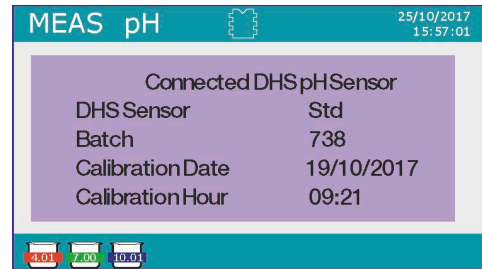 MEAS pH 25/10/2017
15:57:01
Connected DHS pH Sensor
DHS Sensor Std
Batch 738
Calibration Date 19/10/2017
Calibration Hour 09:21
4.01 7.00 10.01